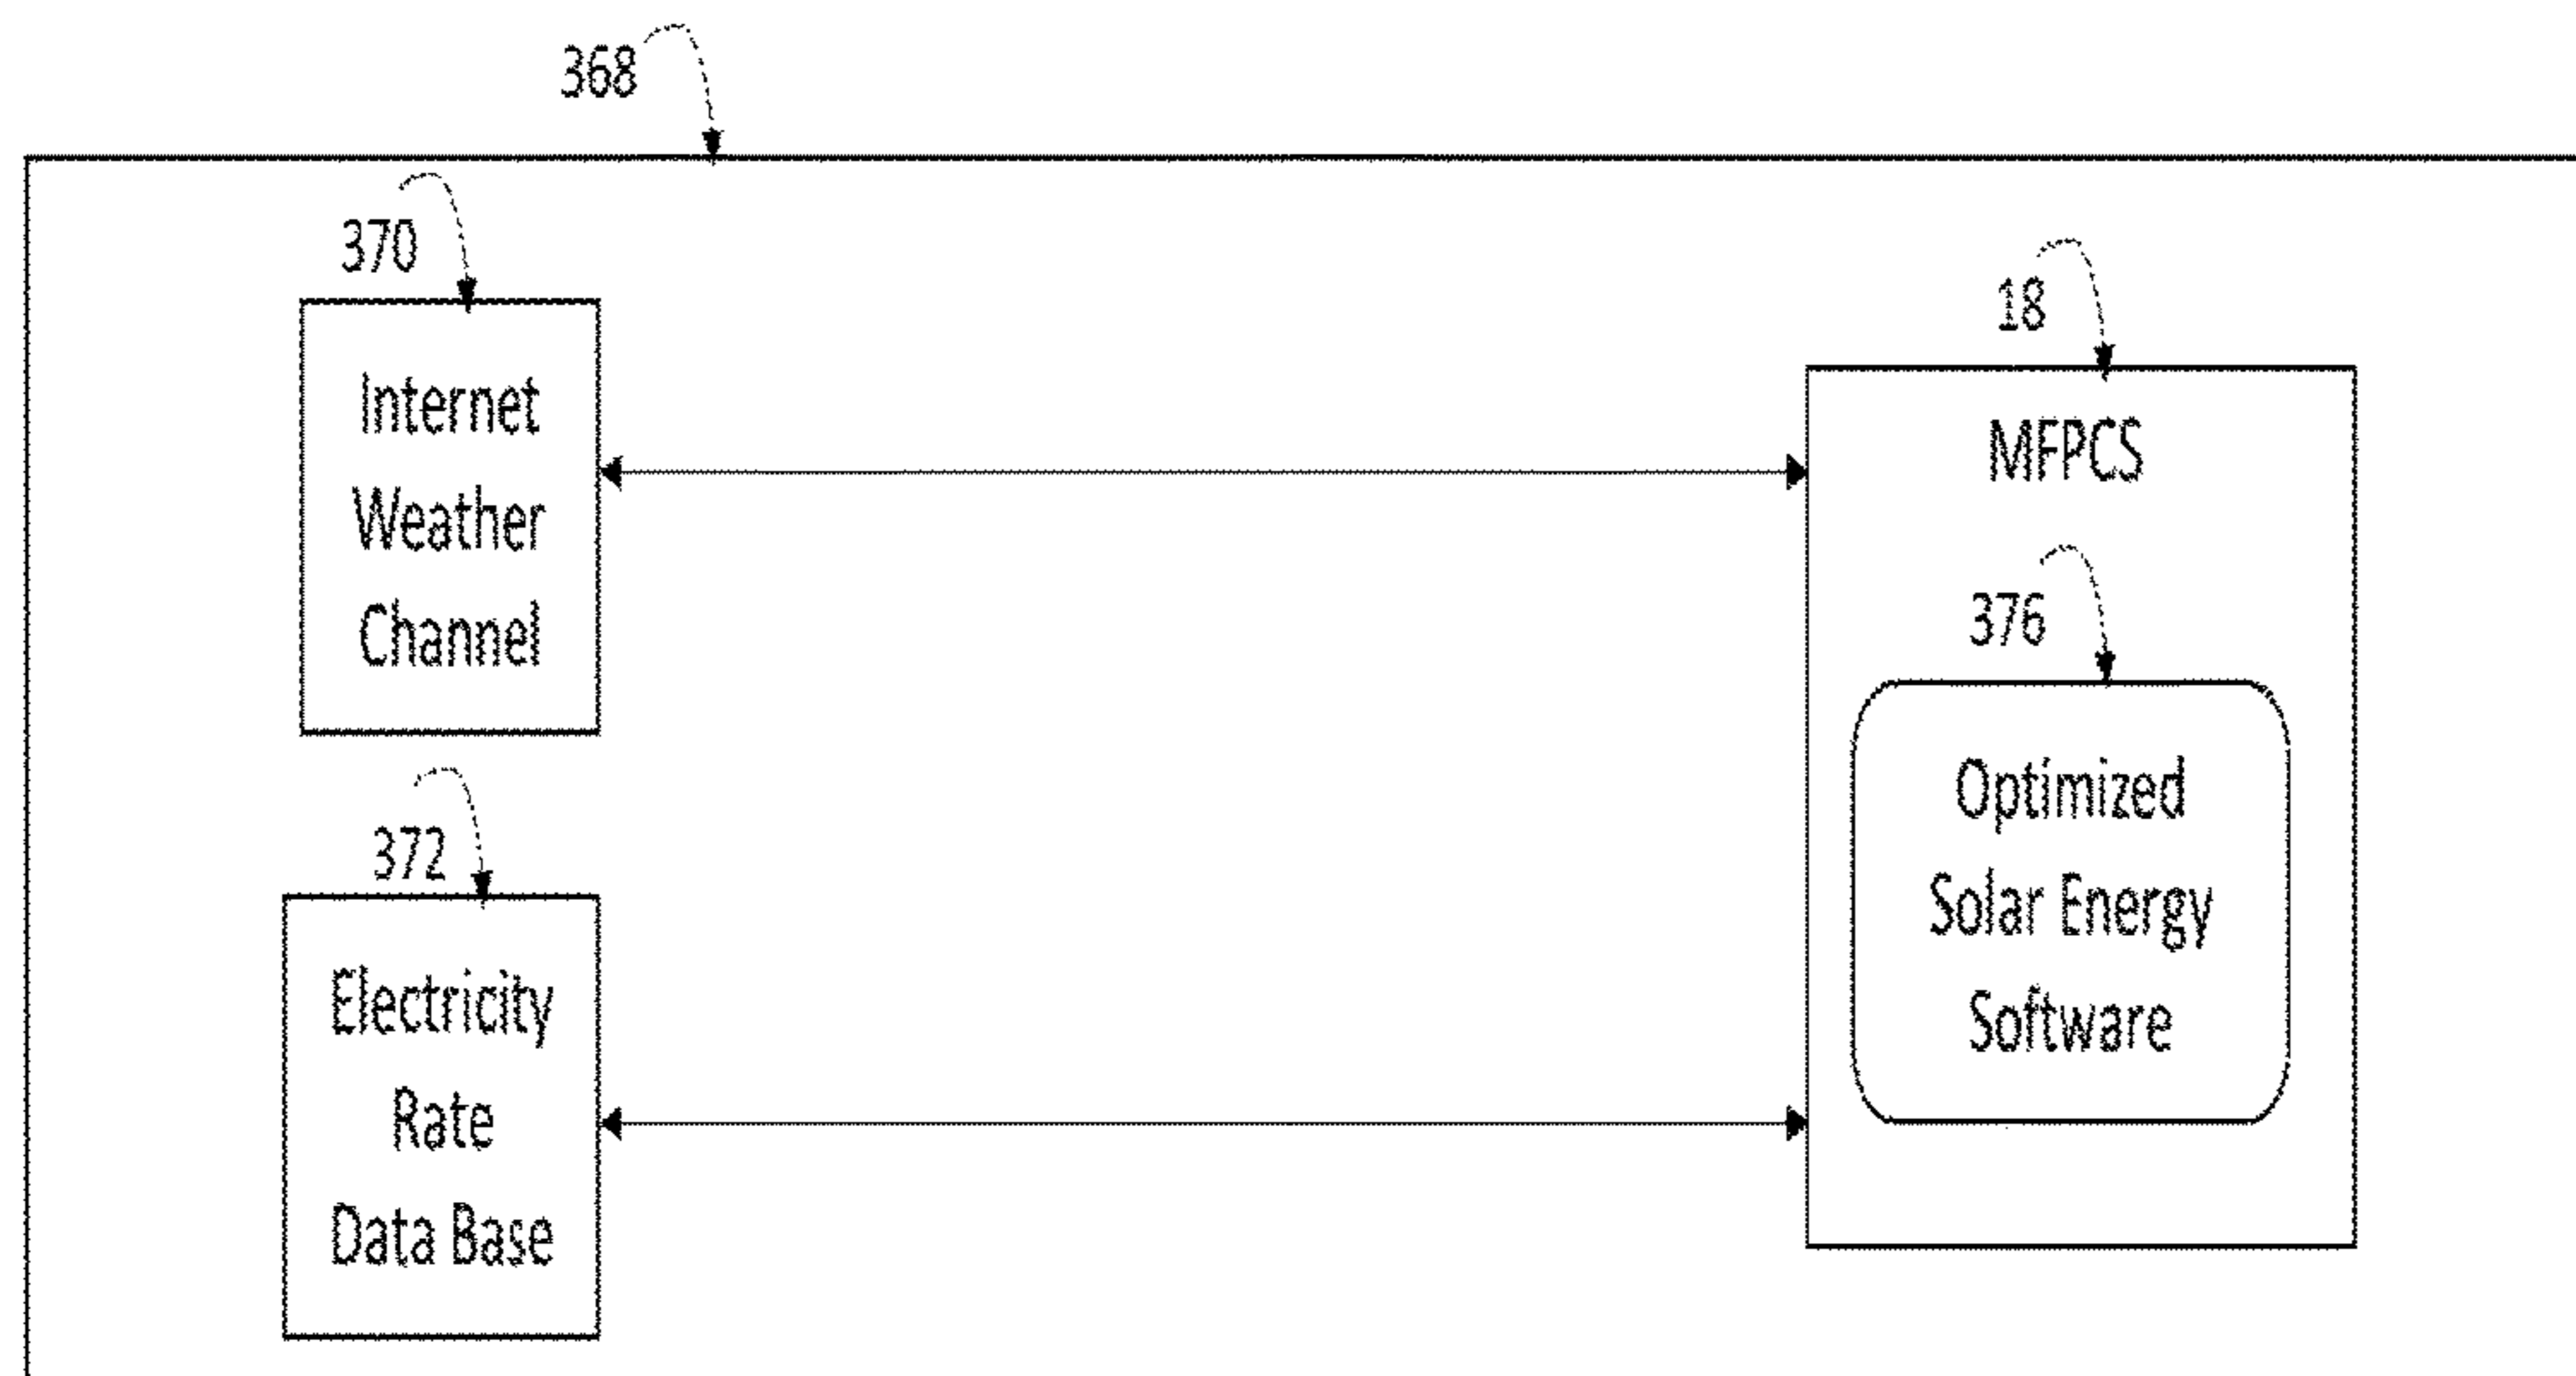 368
370
Internet
Weather
Channel
18
MFPCS
376
Optimized
Solar Energy
Software
372
Electricity
Rate
Data Base